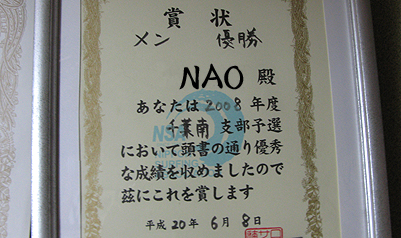 賞状
メン 優勝
NAO 殿
あなたは2008年度
千葉南 支部予選
において頭書の通り優秀
な成績を収めましたので
茲にこれを賞します
平成20年6月8日
NSA